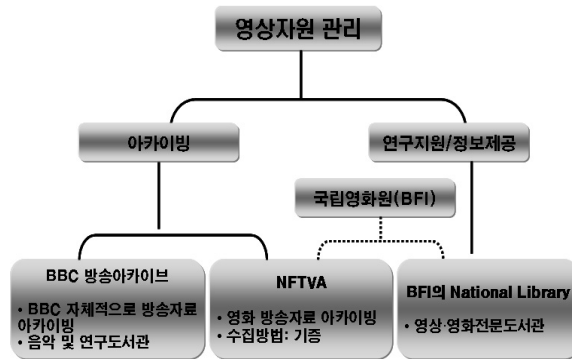 영상자원 관리
아카이빙
연구지원/정보제공
국립영화원(BFI)
BBC 방송아카이브
• BBC 자체적으로 방송자료
아카이빙
• 음악 및 연구도서관
NFTVA
• 영화 방송자료 아카이빙
• 수집방법: 기증
BFI의 National Library
• 영상·영화전문도서관